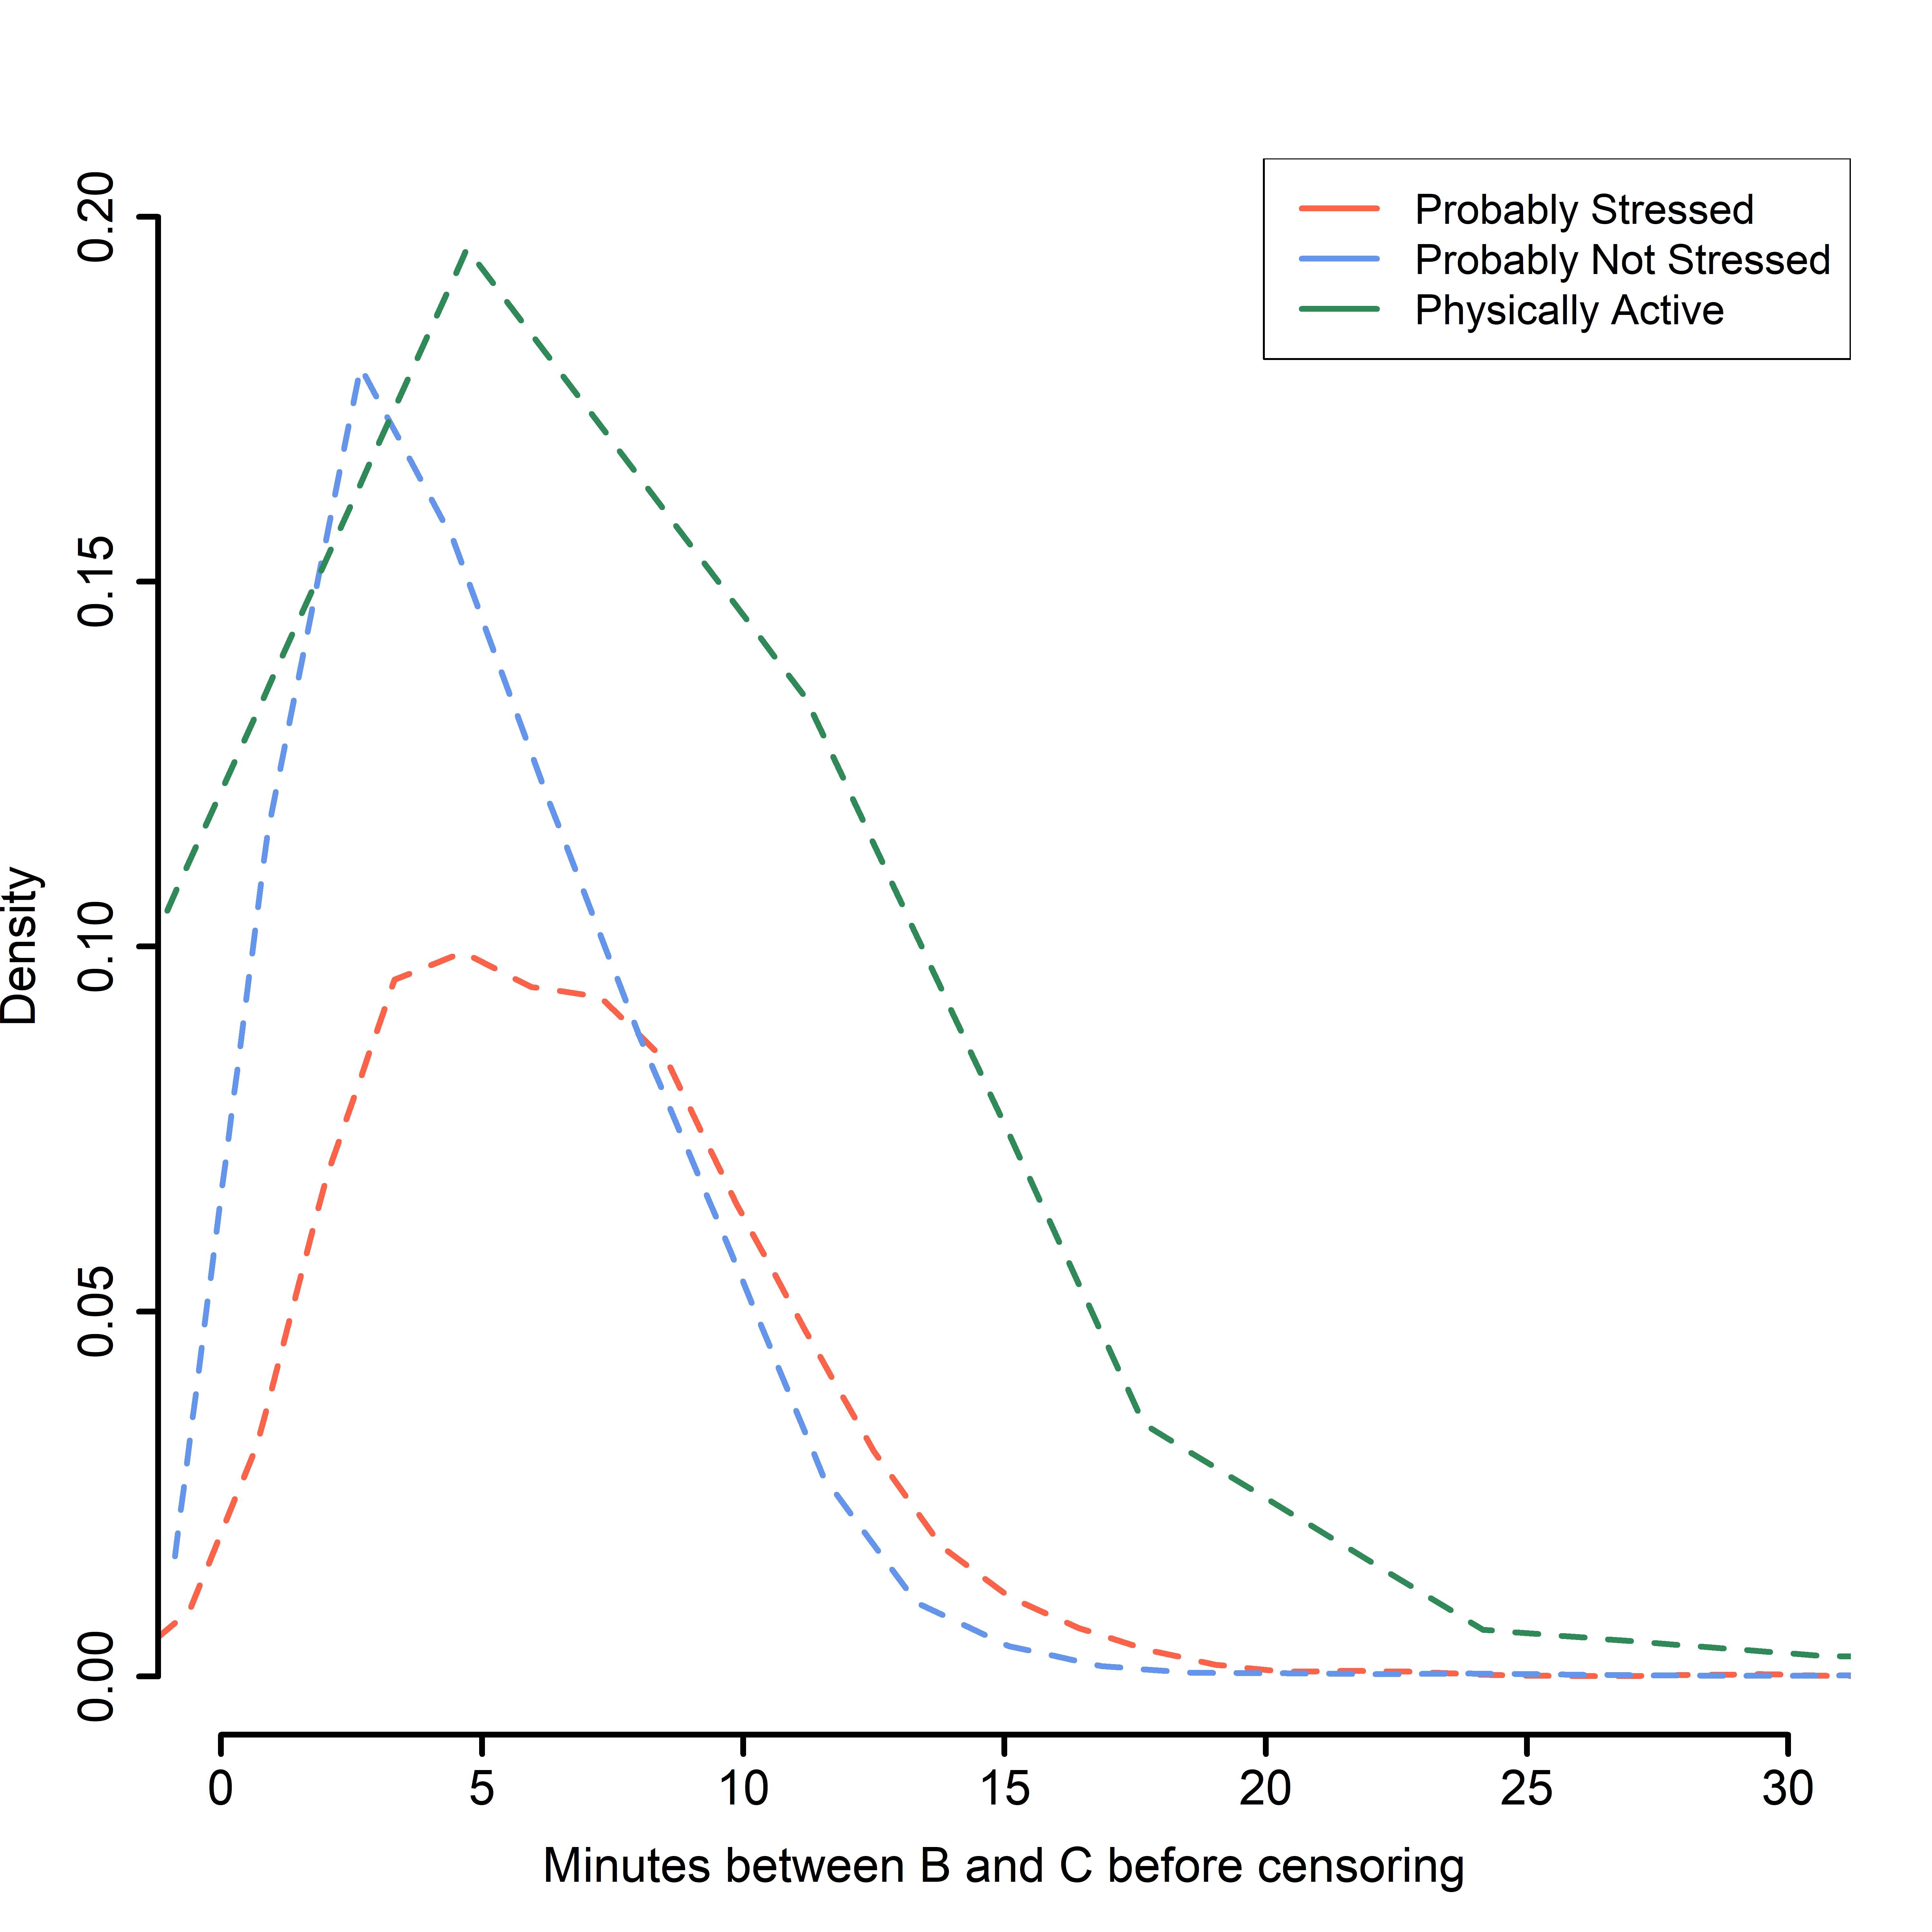 Probably Stressed
Probably Not Stressed
Physically Active
Density
0.20
0.15
0.10
0.05
0.00
0 5 10 15 20 25 30
Minutes between B and C before censoring